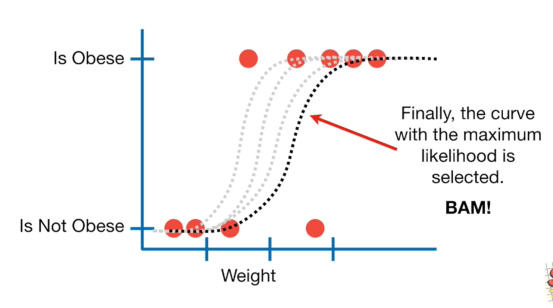 Is Obese
Finally, the curve
with the maximum
likelihood is
selected.
BAM!
Is Not Obese
Weight